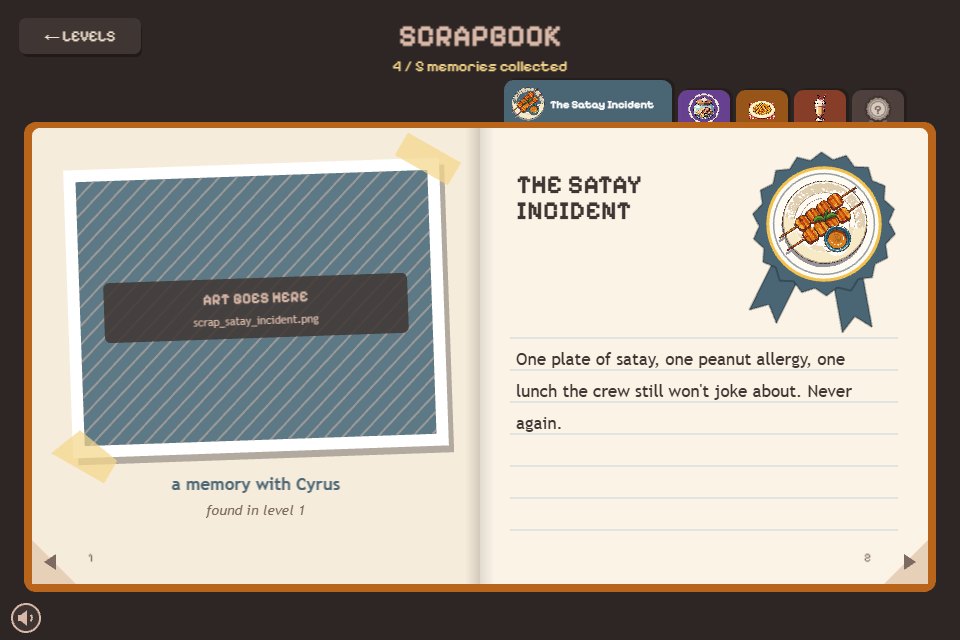 ← LEVELS
SCRAPBOOK
4 / 5 memories collected
The Satay Incident
?
ART GOES HERE
scrap_satay_incident.png
a memory with Cyrus
found in level 1
1
THE SATAY
INCIDENT
One plate of satay, one peanut allergy, one
lunch the crew still won't joke about. Never
again.
2